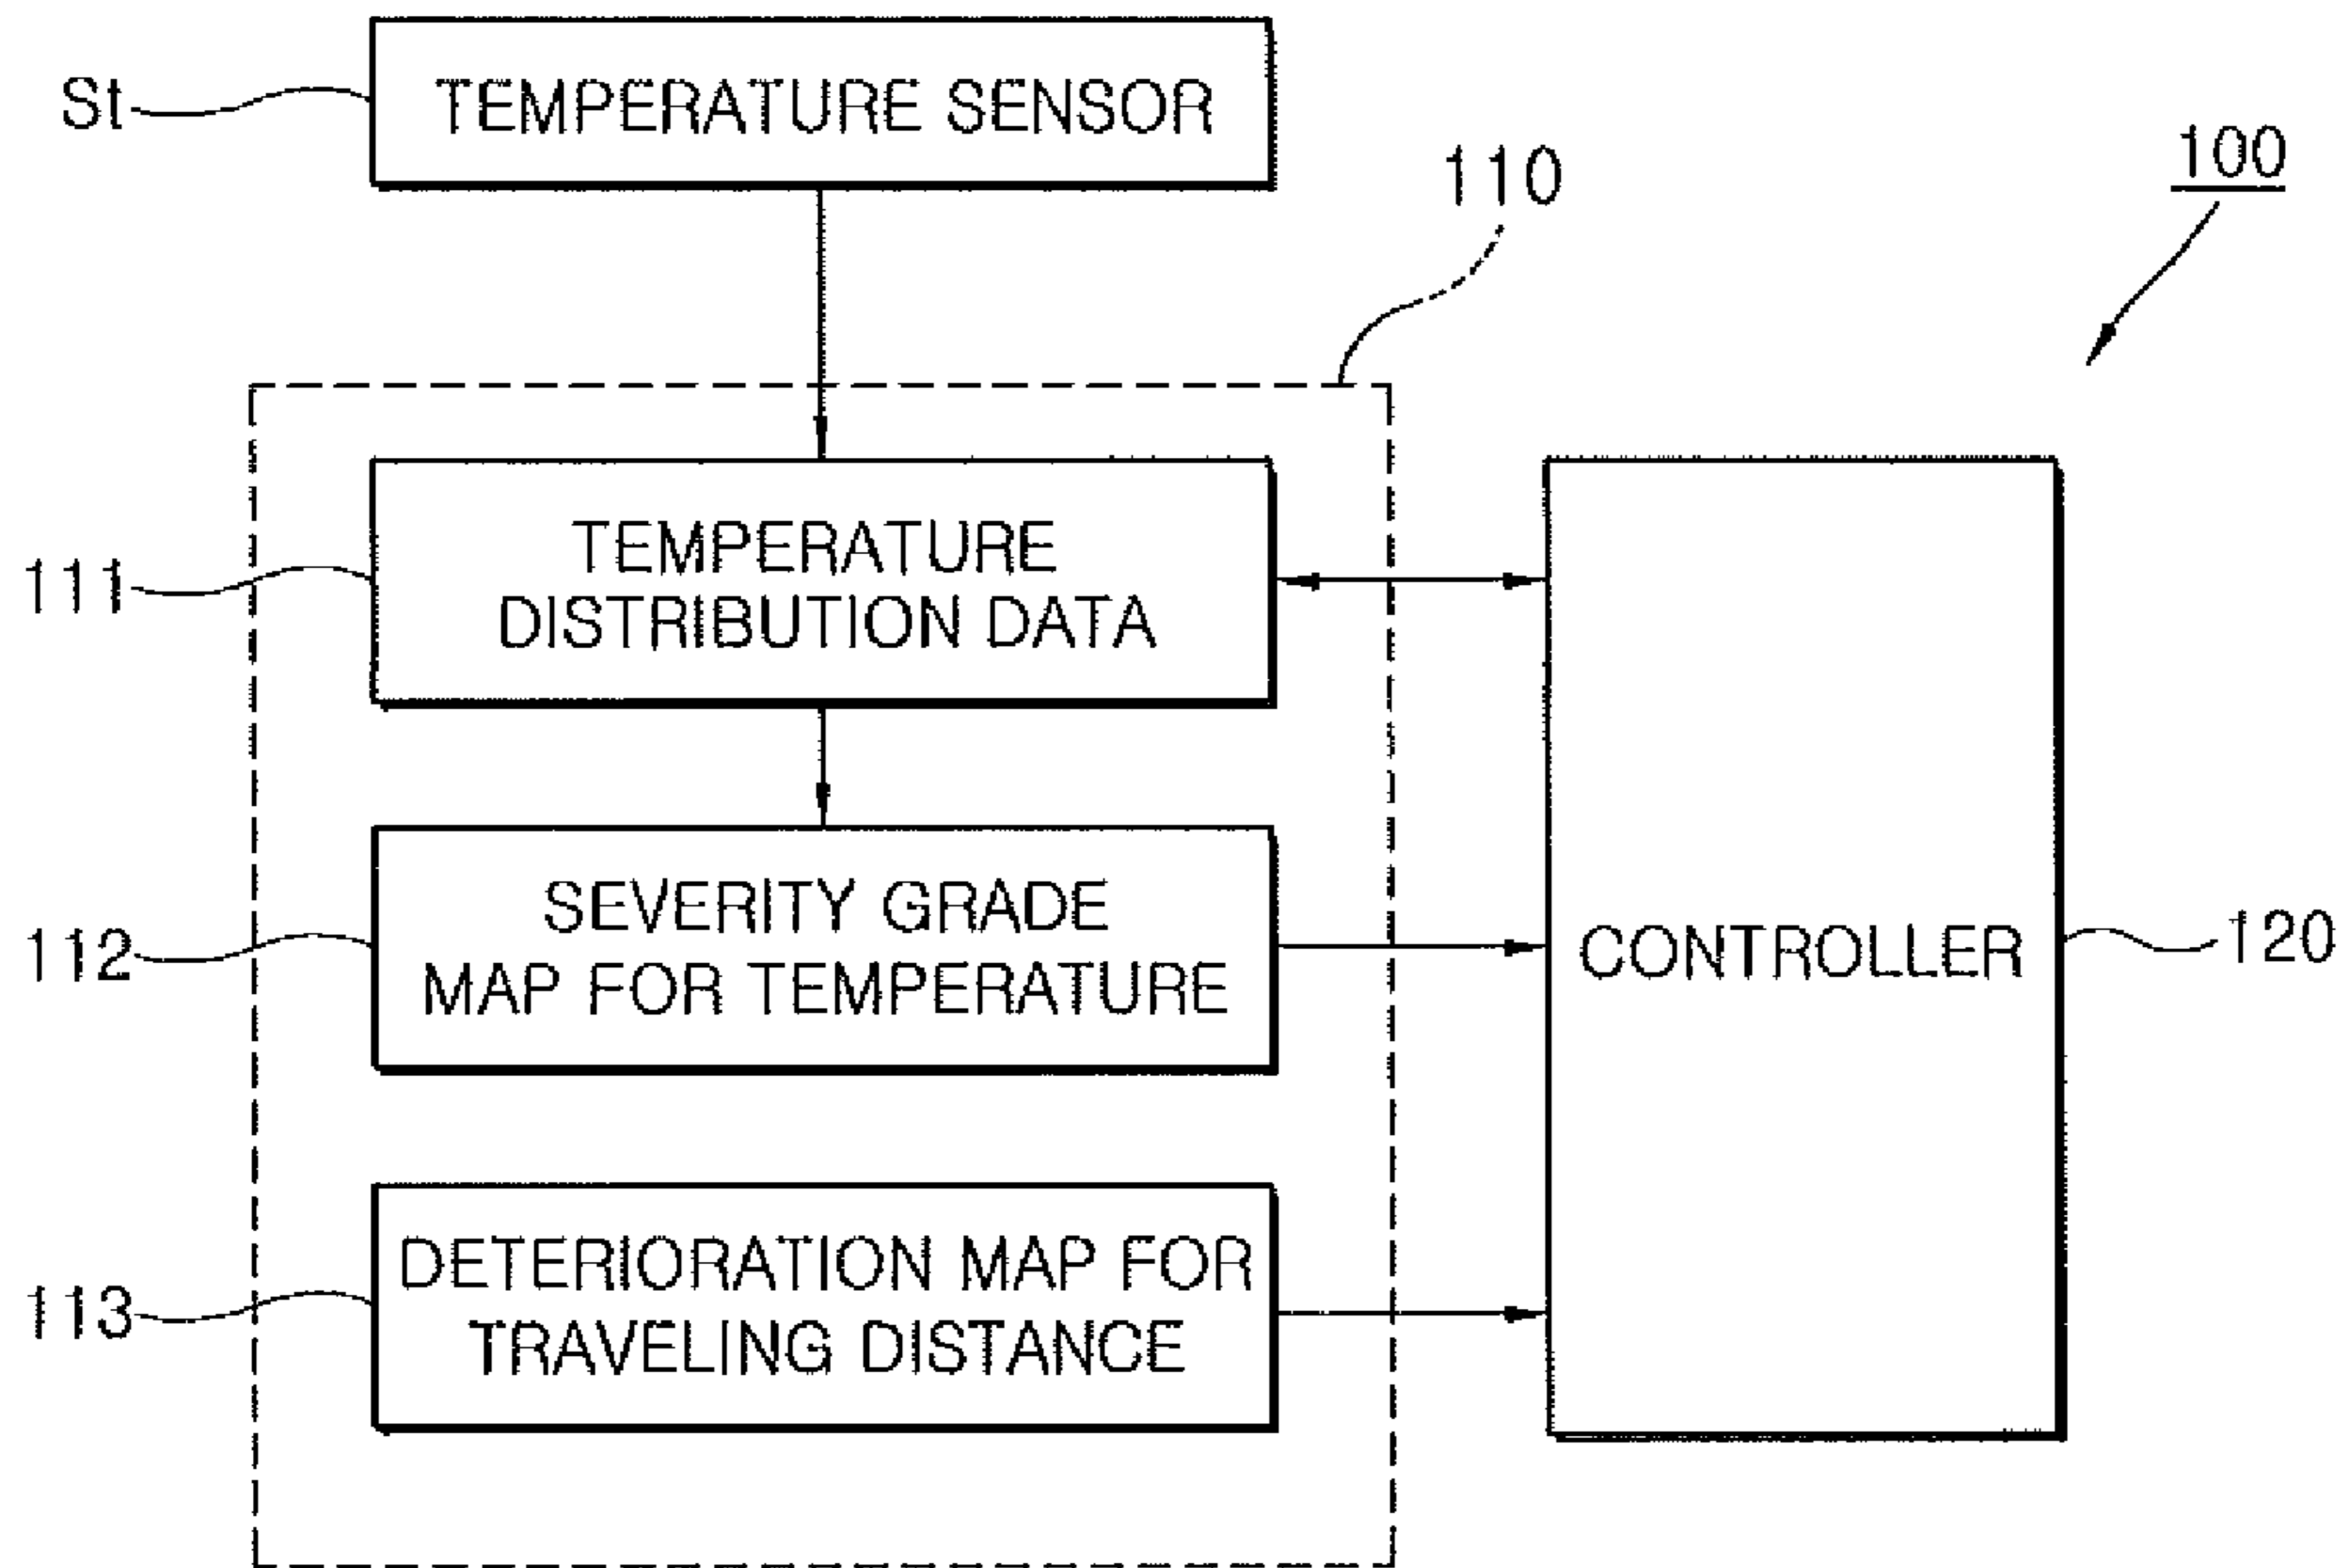 St
TEMPERATURE SENSOR
110
100
111
TEMPERATURE
DISTRIBUTION DATA
112
SEVERITY GRADE
MAP FOR TEMPERATURE
CONTROLLER
120
113
DETERIORATION MAP FOR
TRAVELING DISTANCE